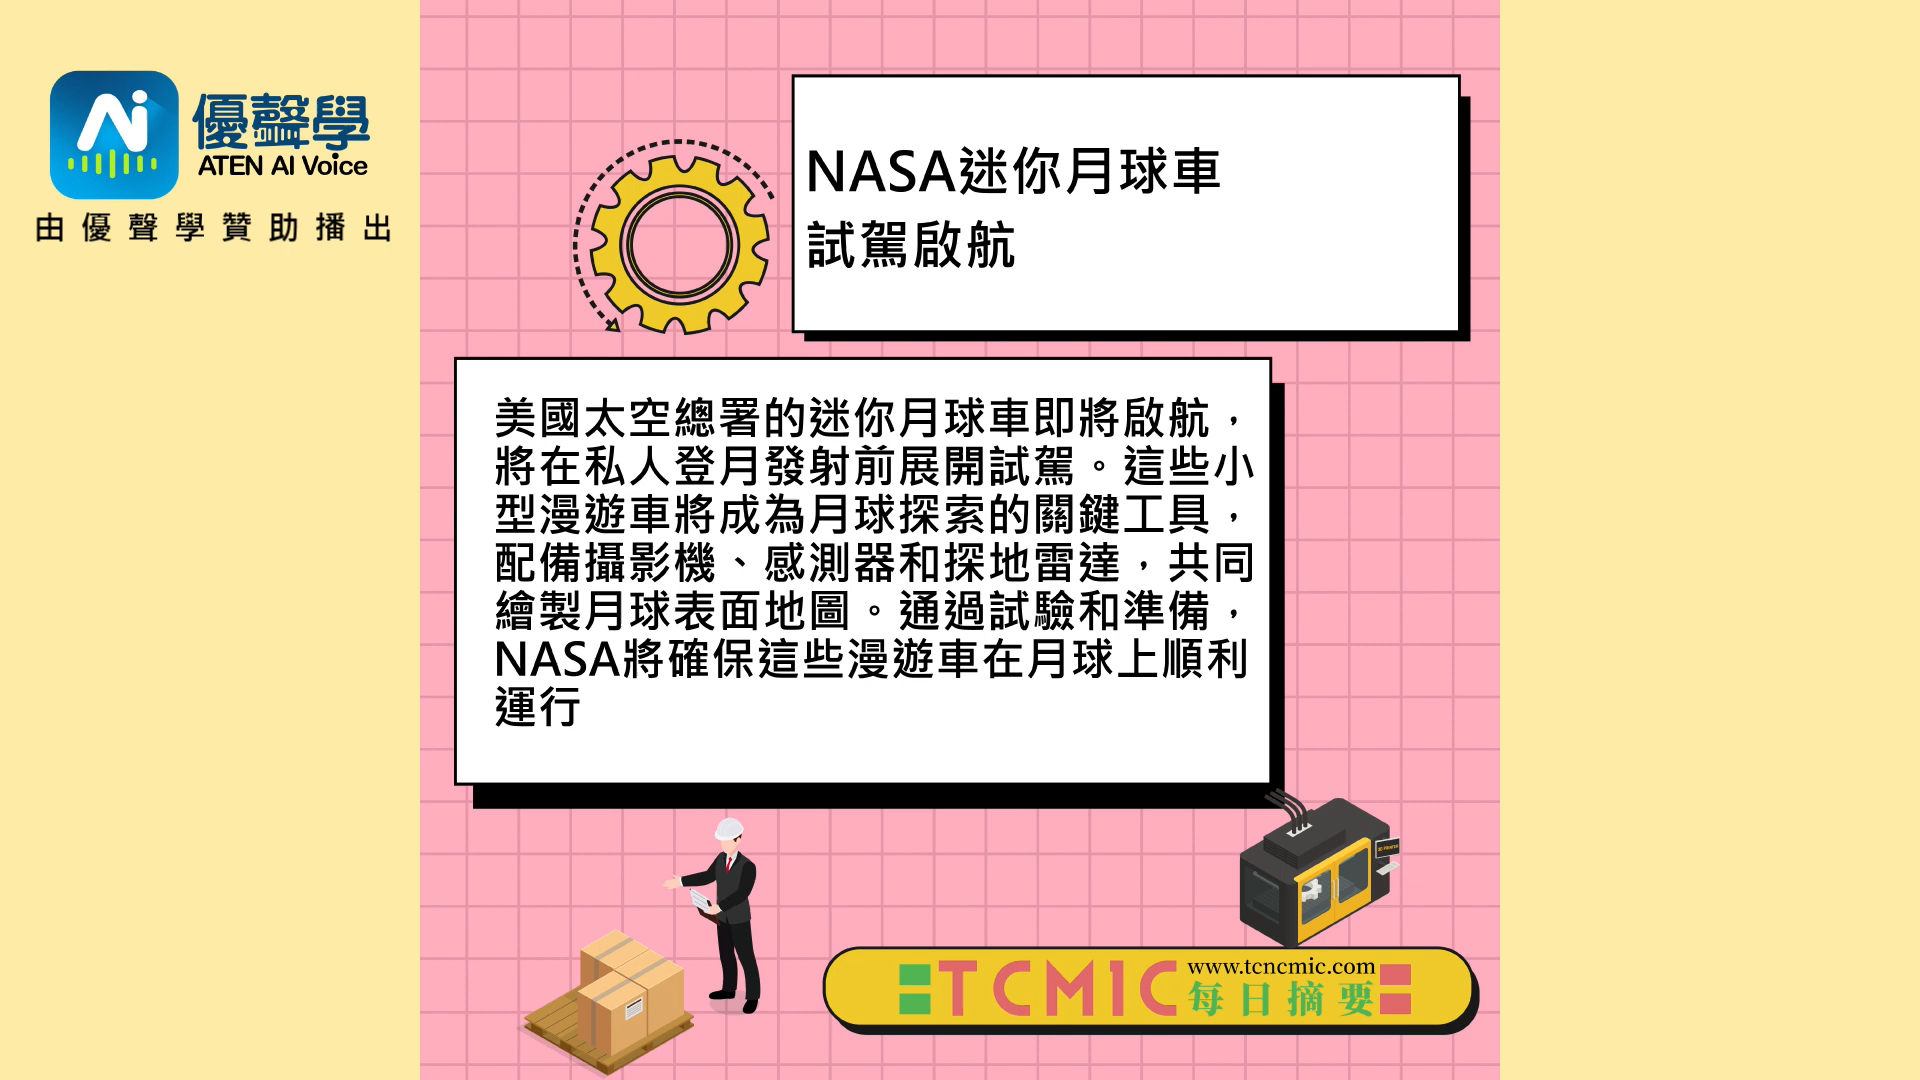 Ai
優聲學
ATEN AI Voice
由優聲學贊助播出
NASA迷你月球車
試駕啟航
美國太空總署的迷你月球車即將啟航，
將在私人登月發射前展開試駕。這些小
型漫遊車將成為月球探索的關鍵工具，
配備攝影機、感測器和探地雷達，共同
繪製月球表面地圖。通過試驗和準備，
NASA將確保這些漫遊車在月球上順利
運行
TCMIC
www.tcncmic.com
每日摘要